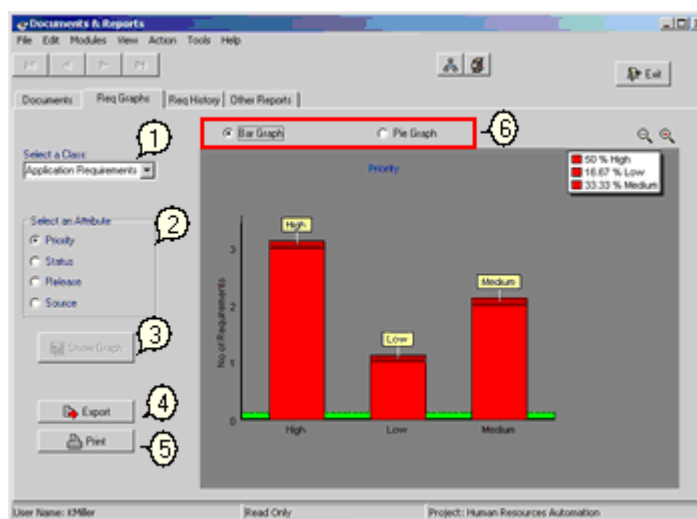 Documents & Reports
File Edit Modules View Action Tools Help
Exit
Documents Req Graphs Req History Other Reports
1
Select a Class:
Application Requirements
2
Select an Attribute
Priority
Status
Release
Source
3
Show Graph
4
Export
5
Print
Bar Graph Pie Graph
6
Priority
50 % High
16.67 % Low
33.33 % Medium
No of Requirements
3
2
1
0
High
Low
Medium
High Low Medium
User Name: KMiller Read Only Project: Human Resources Automation